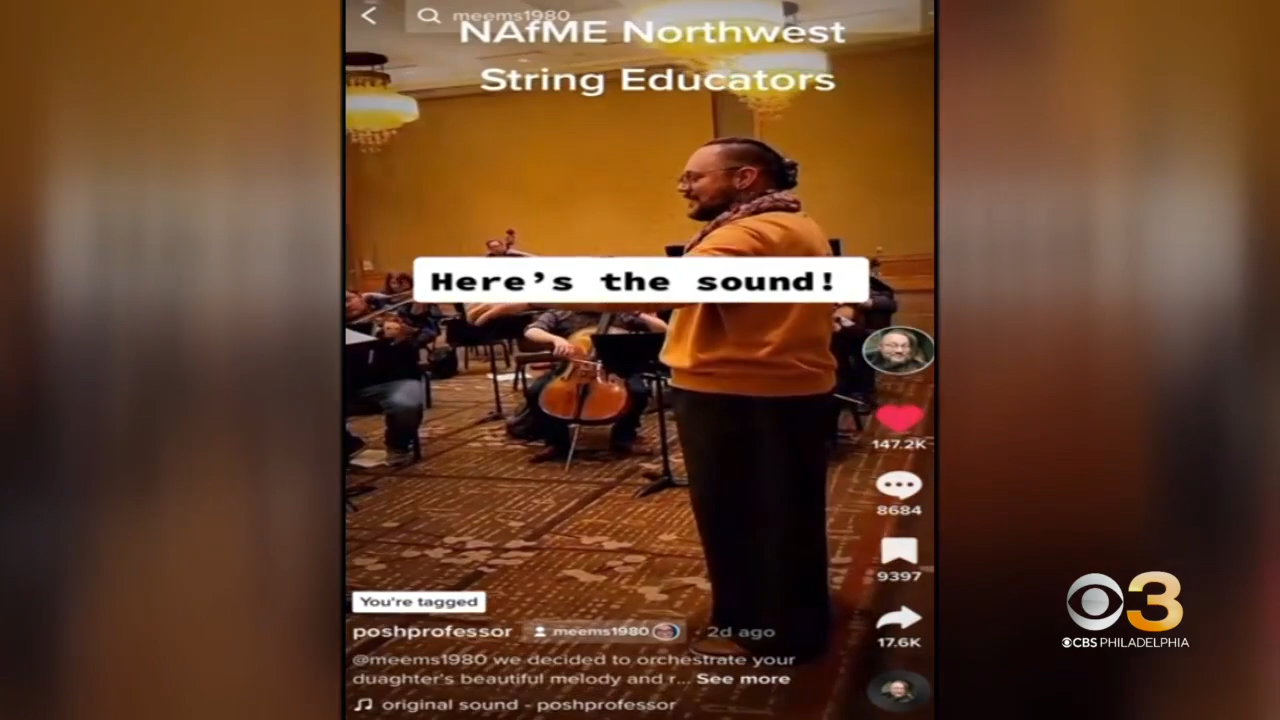 meems1980
NAfME Northwest
String Educators
Here's the sound!
147.2K
8684
9397
17.6K
You're tagged
poshprofessor
meems1980
· 2d ago
@meems1980 we decided to orchestrate your
duaghter's beautiful melody and r... See more
original sound - poshprofessor
3
CBS PHILADELPHIA